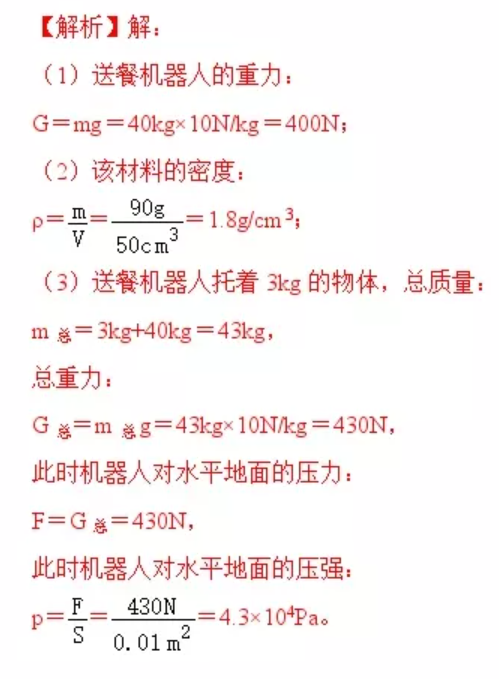 【解析】解：
（1）送餐机器人的重力：
G＝mg＝40kg×10N/kg＝400N；
（2）该材料的密度：
ρ＝m/V＝90g/50cm³＝1.8g/cm³；
（3）送餐机器人托着3kg的物体，总质量：
m总＝3kg+40kg＝43kg，
总重力：
G总＝m总g＝43kg×10N/kg＝430N，
此时机器人对水平地面的压力：
F＝G总＝430N，
此时机器人对水平地面的压强：
p＝F/S＝430N/0.01m²＝4.3×10⁴Pa。